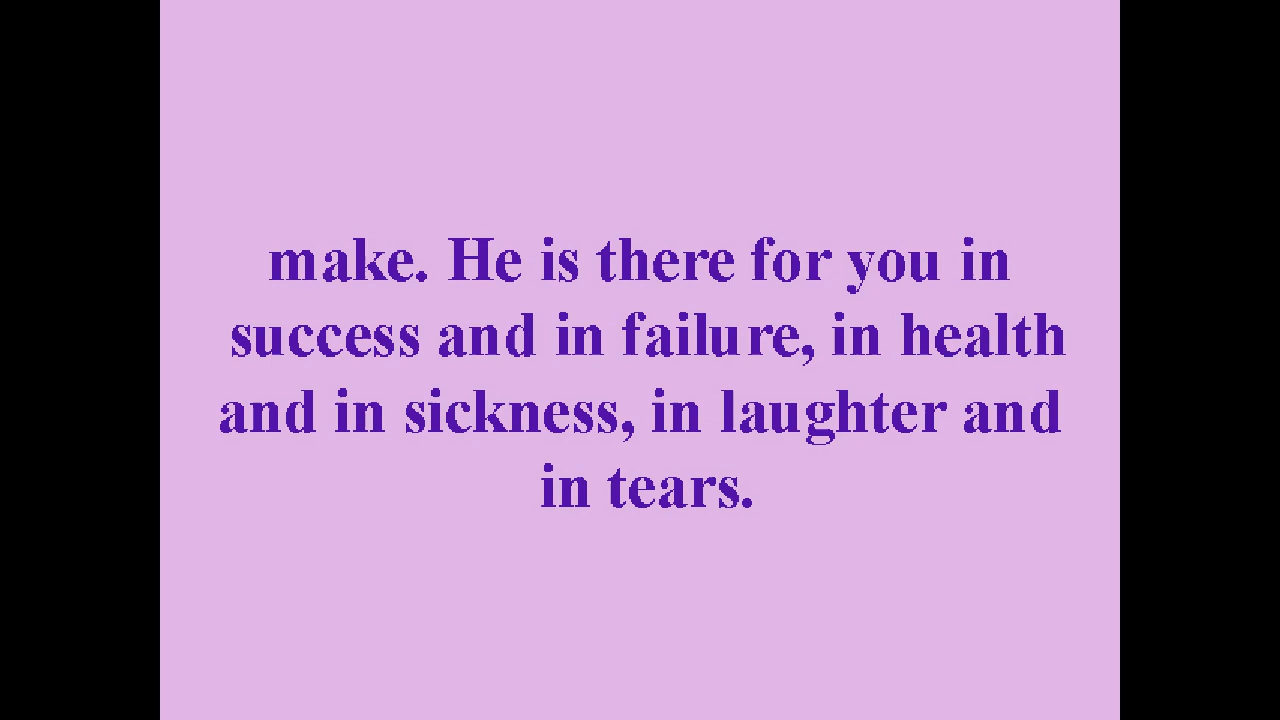 make. He is there for you in
success and in failure, in health
and in sickness, in laughter and
in tears.